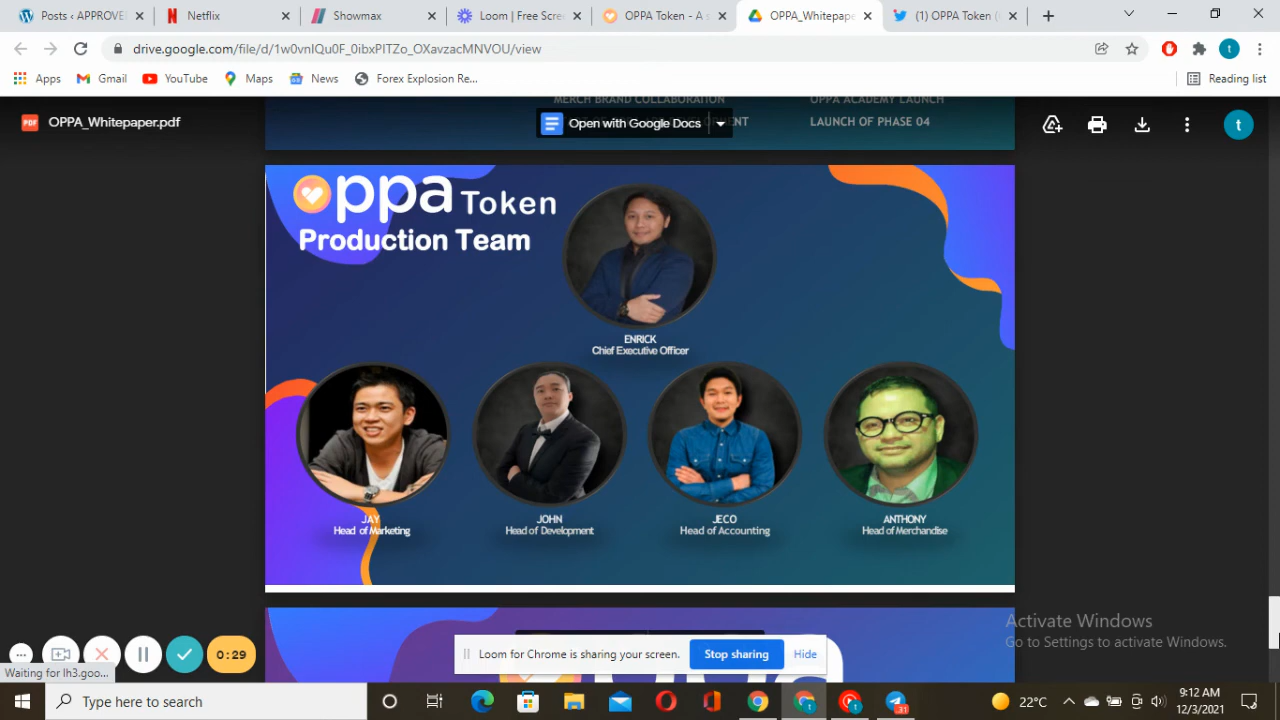 Posts ‹ APPROVE
Netflix
Showmax
Loom | Free Scre
OPPA Token - A s
OPPA_Whitepape
(1) OPPA Token (
drive.google.com/file/d/1w0vnIQu0F_0ibxPITZo_OXavzacMNVOU/view
t
Apps
Gmail
YouTube
Maps
News
Forex Explosion Re...
Reading list
MERCH BRAND COLLABORATION
OPPA ACADEMY LAUNCH
PDF
OPPA_Whitepaper.pdf
Open with Google Docs
LAUNCH OF PHASE 04
t
Oppa Token
Production Team
ENRICK
Chief Executive Officer
JAY
Head of Marketing
JOHN
Head of Development
JECO
Head of Accounting
ANTHONY
Head of Merchandise
Activate Windows
Go to Settings to activate Windows.
0:29
Loom for Chrome is sharing your screen.
Stop sharing
Hide
Waiting for lh3.goo...
Type here to search
31
22°C
9:12 AM
12/3/2021